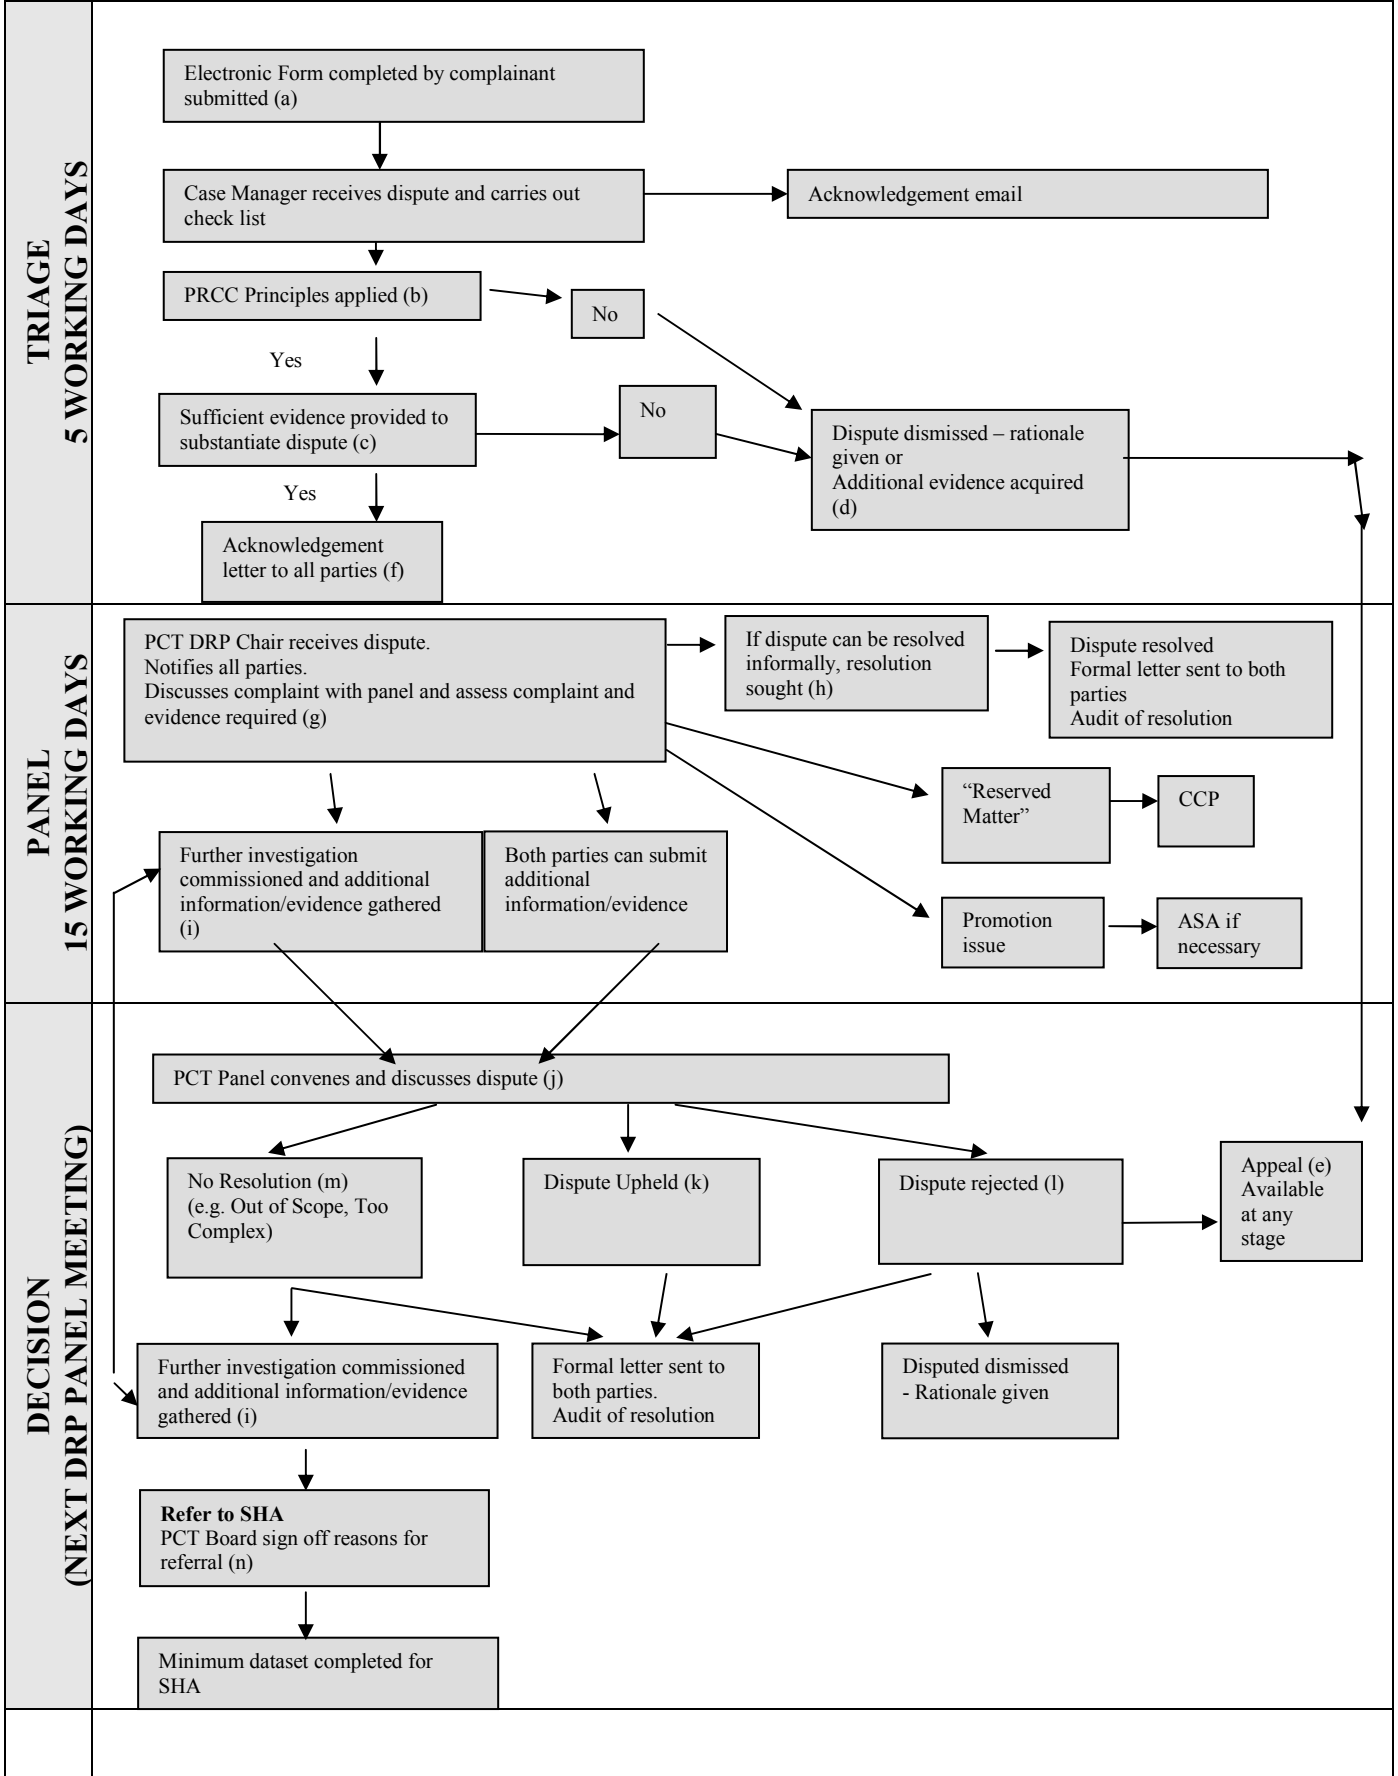 TRIAGE
5 WORKING DAYS
Electronic Form completed by complainant
submitted (a)
Case Manager receives dispute and carries out
check list
Acknowledgement email
PRCC Principles applied (b)
No
Yes
Sufficient evidence provided to
substantiate dispute (c)
No
Dispute dismissed – rationale
given or
Additional evidence acquired
(d)
Yes
Acknowledgement
letter to all parties (f)
PANEL
15 WORKING DAYS
PCT DRP Chair receives dispute.
Notifies all parties.
Discusses complaint with panel and assess complaint and
evidence required (g)
If dispute can be resolved
informally, resolution
sought (h)
Dispute resolved
Formal letter sent to both
parties
Audit of resolution
“Reserved
Matter”
CCP
Further investigation
commissioned and additional
information/evidence gathered
(i)
Both parties can submit
additional
information/evidence
Promotion
issue
ASA if
necessary
DECISION
(NEXT DRP PANEL MEETING)
PCT Panel convenes and discusses dispute (j)
No Resolution (m)
(e.g. Out of Scope, Too
Complex)
Dispute Upheld (k)
Dispute rejected (l)
Appeal (e)
Available
at any
stage
Further investigation commissioned
and additional information/evidence
gathered (i)
Formal letter sent to
both parties.
Audit of resolution
Disputed dismissed
- Rationale given
Refer to SHA
PCT Board sign off reasons for
referral (n)
Minimum dataset completed for
SHA